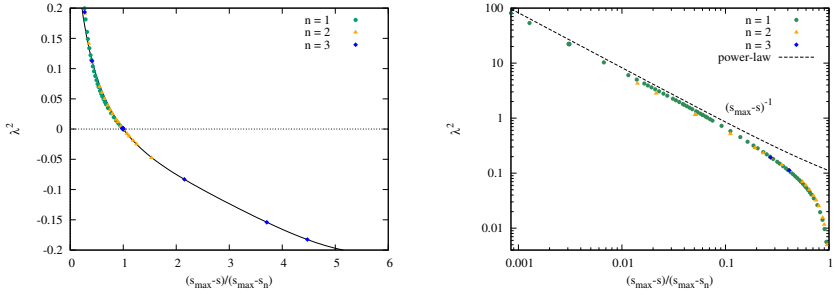 0.2
0.15
0.1
0.05
0
-0.05
-0.1
-0.15
-0.2
0 1 2 3 4 5 6
λ²
(s_max-s)/(s_max-s_n)
n = 1
n = 2
n = 3
100
10
1
0.1
0.01
0.001 0.01 0.1 1
λ²
(s_max-s)/(s_max-s_n)
n = 1
n = 2
n = 3
power-law
(s_max-s)⁻¹